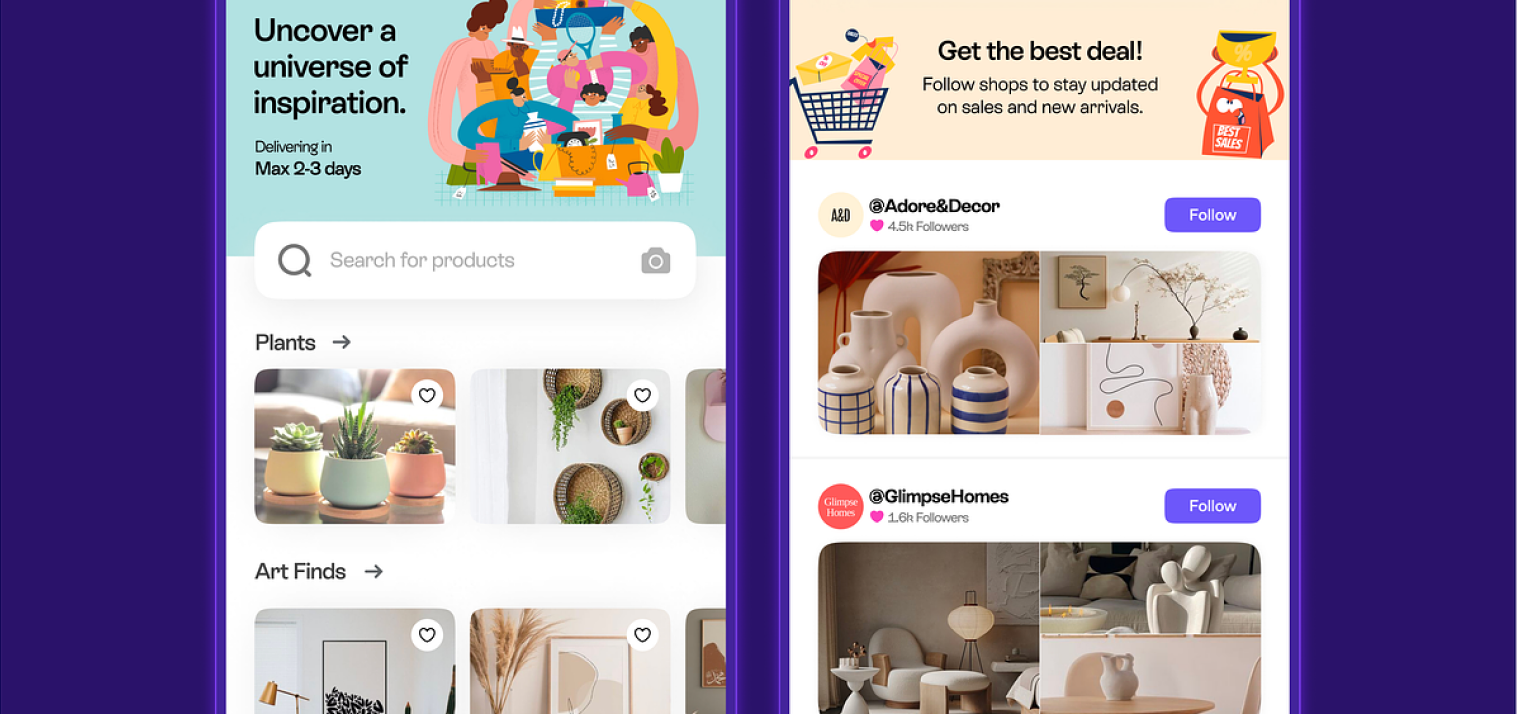 Uncover a
universe of
inspiration.
Delivering in
Max 2-3 days
Search for products
Plants
Art Finds
Get the best deal!
Follow shops to stay updated
on sales and new arrivals.
%
BEST
SALES
A&D
@Adore&Decor
4.5k Followers
Follow
Glimpse
Homes
@GlimpseHomes
1.6k Followers
Follow